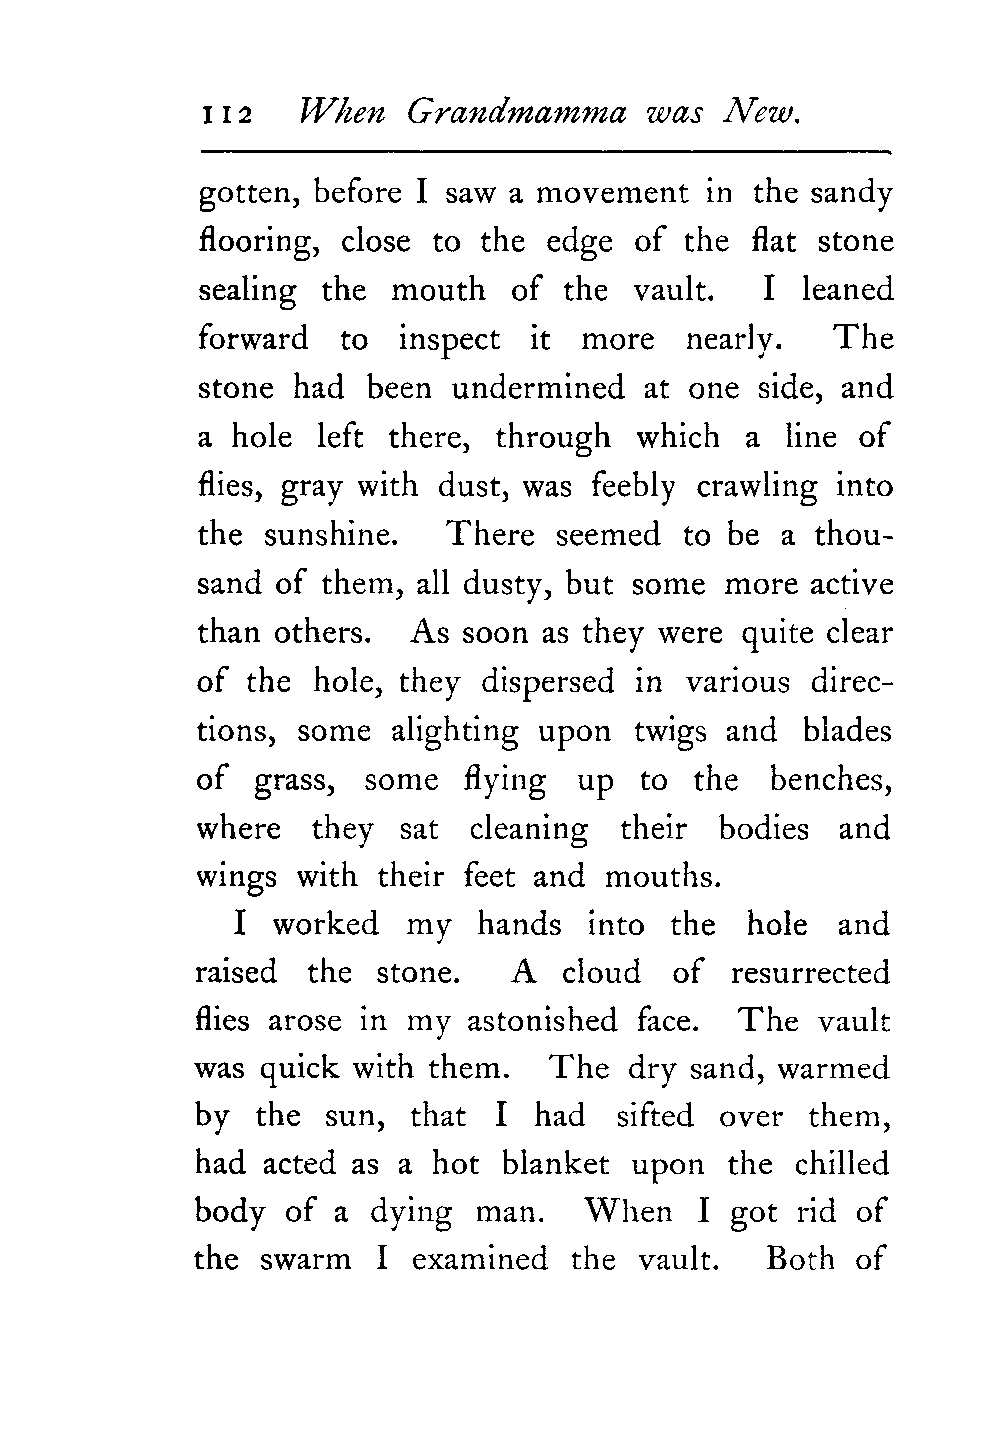 112 When Grandmamma was New.
gotten, before I saw a movement in the sandy
flooring, close to the edge of the flat stone
sealing the mouth of the vault. I leaned
forward to inspect it more nearly. The
stone had been undermined at one side, and
a hole left there, through which a line of
flies, gray with dust, was feebly crawling into
the sunshine. There seemed to be a thou-
sand of them, all dusty, but some more active
than others. As soon as they were quite clear
of the hole, they dispersed in various direc-
tions, some alighting upon twigs and blades
of grass, some flying up to the benches,
where they sat cleaning their bodies and
wings with their feet and mouths.
I worked my hands into the hole and
raised the stone. A cloud of resurrected
flies arose in my astonished face. The vault
was quick with them. The dry sand, warmed
by the sun, that I had sifted over them,
had acted as a hot blanket upon the chilled
body of a dying man. When I got rid of
the swarm I examined the vault. Both of